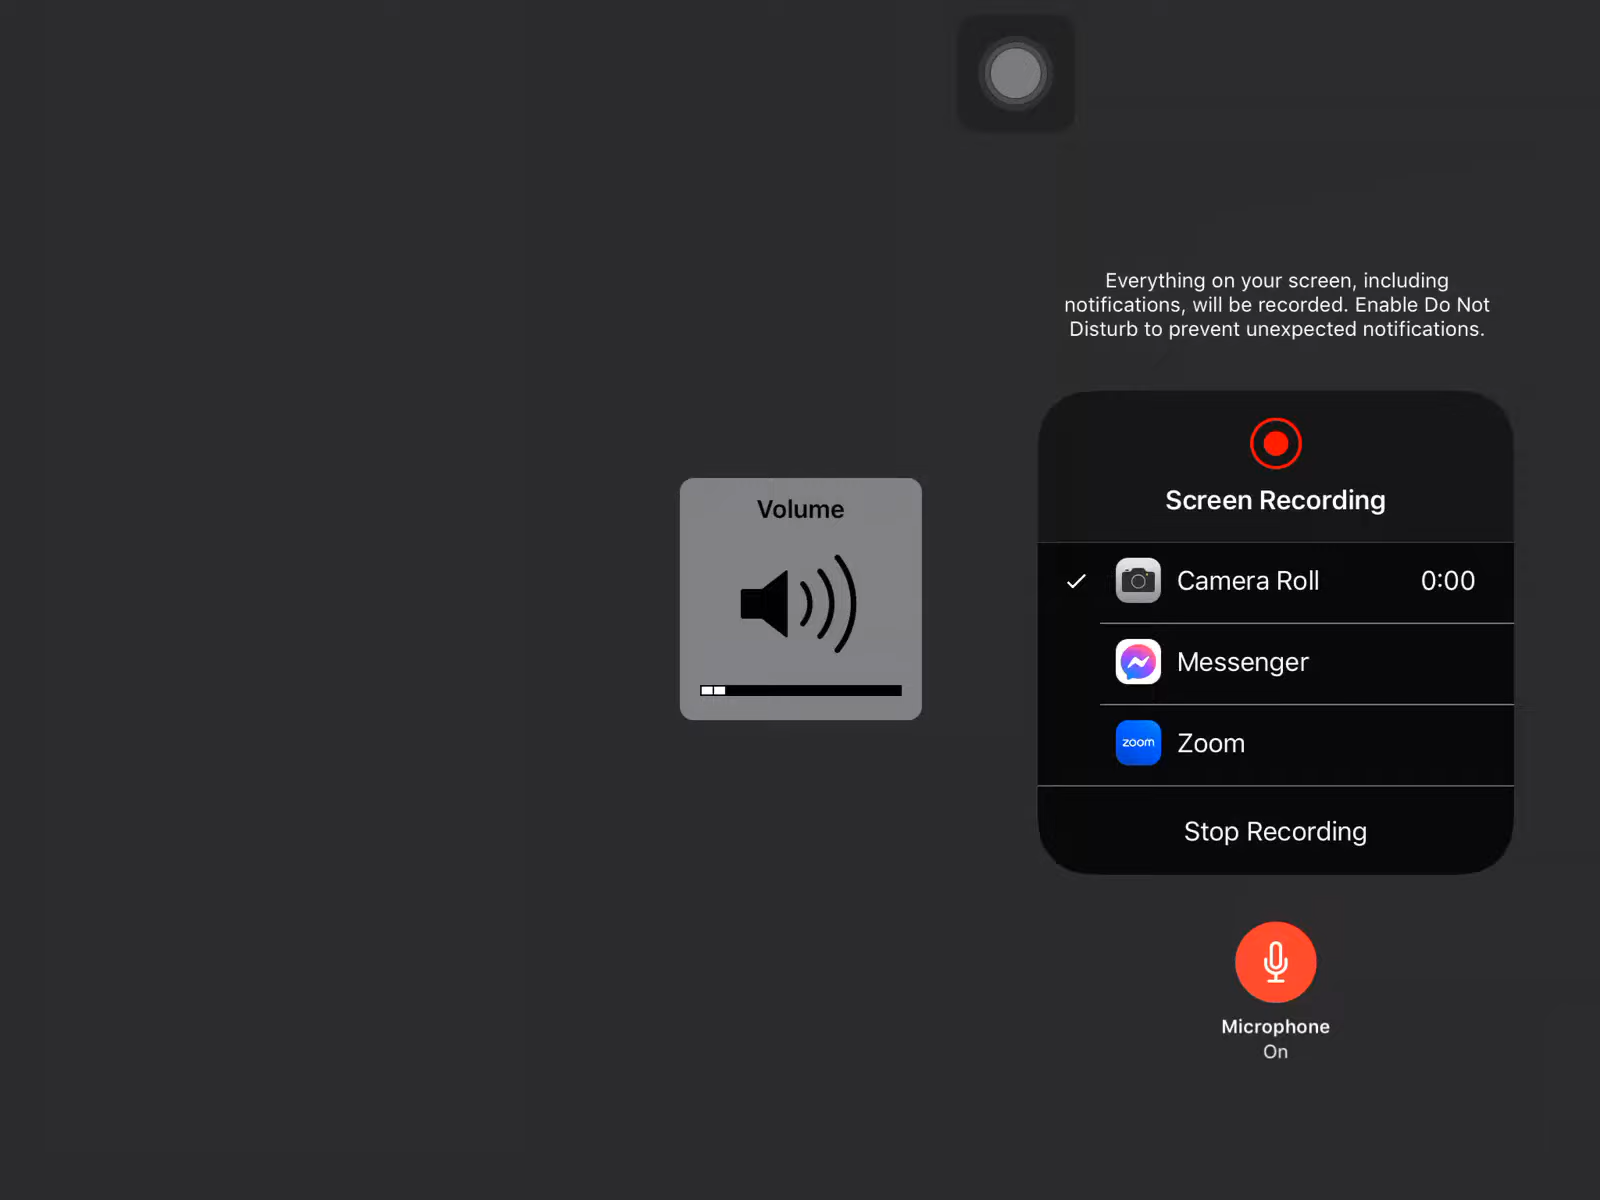 Everything on your screen, including
notifications, will be recorded. Enable Do Not
Disturb to prevent unexpected notifications.
Volume
Screen Recording
Camera Roll 0:00
Messenger
zoom Zoom
Stop Recording
Microphone
On